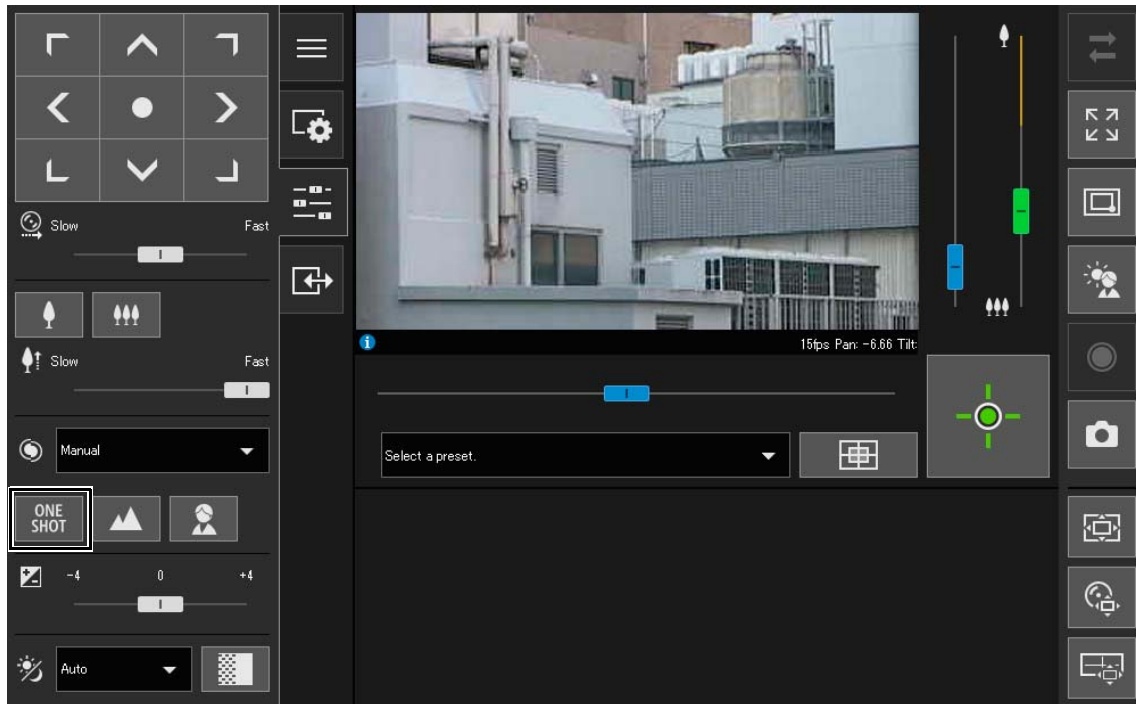 Slow
Fast
Slow
Fast
Manual
ONE
SHOT
-4
0
+4
Auto
15fps Pan: -6.66 Tilt:
Select a preset.